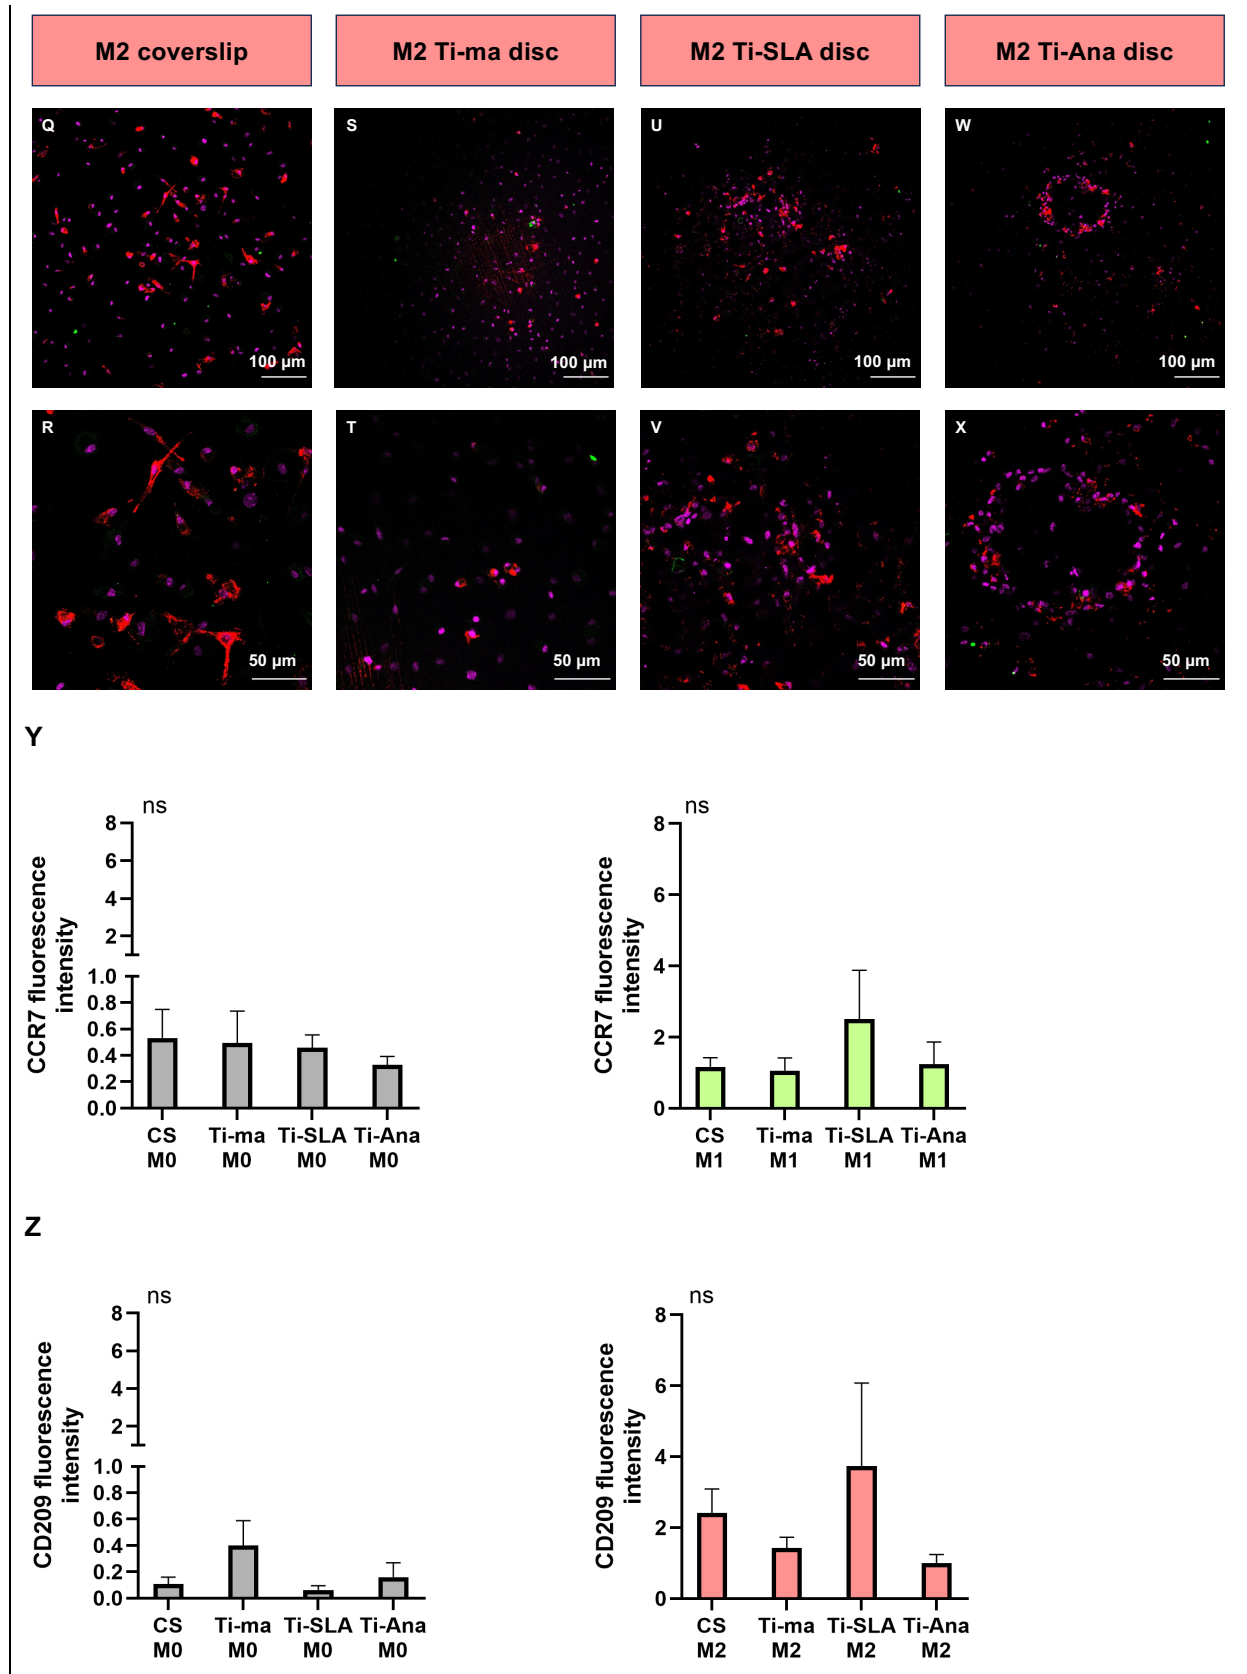 M2 coverslip
M2 Ti-ma disc
M2 Ti-SLA disc
M2 Ti-Ana disc
Q
S
U
W
100 µm
100 µm
100 µm
100 µm
R
T
V
X
50 µm
50 µm
50 µm
50 µm
Y
ns
CCR7 fluorescence
intensity
8
6
4
2
1.0
0.8
0.6
0.4
0.2
0.0
CS
M0
Ti-ma
M0
Ti-SLA
M0
Ti-Ana
M0
ns
CCR7 fluorescence
intensity
8
6
4
2
0
CS
M1
Ti-ma
M1
Ti-SLA
M1
Ti-Ana
M1
Z
ns
CD209 fluorescence
intensity
8
6
4
2
1.0
0.8
0.6
0.4
0.2
0.0
CS
M0
Ti-ma
M0
Ti-SLA
M0
Ti-Ana
M0
ns
CD209 fluorescence
intensity
8
6
4
2
0
CS
M2
Ti-ma
M2
Ti-SLA
M2
Ti-Ana
M2